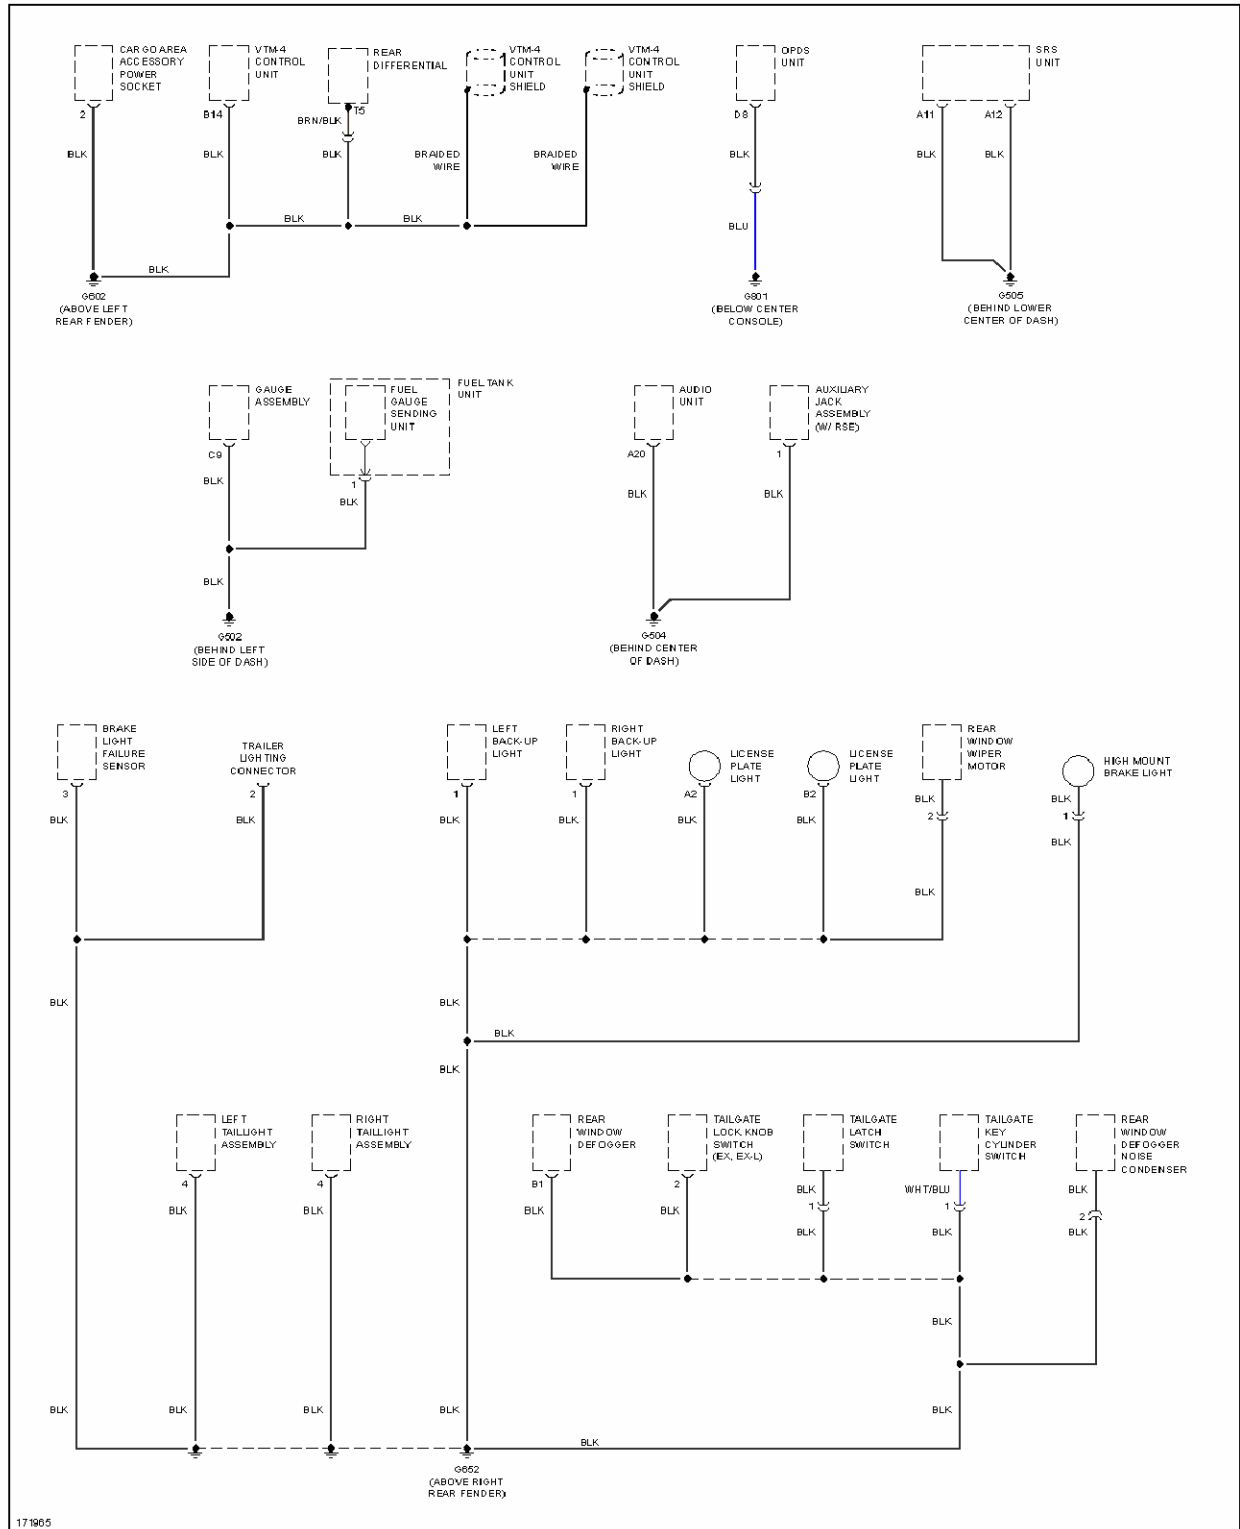 CARGO AREA
ACCESSORY
POWER
SOCKET
VTM-4
CONTROL
UNIT
REAR
DIFFERENTIAL
VTM-4
CONTROL
UNIT
SHIELD
VTM-4
CONTROL
UNIT
SHIELD
OPDS
UNIT
SRS
UNIT
2
B14
T5
D8
A11
A12
BRN/BLK
BLK
BLK
BLK
BRAIDED
WIRE
BRAIDED
WIRE
BLK
BLK
BLK
BLK
BLK
BLU
BLK
G602
(ABOVE LEFT
REAR FENDER)
G801
(BELOW CENTER
CONSOLE)
G505
(BEHIND LOWER
CENTER OF DASH)
GAUGE
ASSEMBLY
FUEL
GAUGE
SENDING
UNIT
FUEL TANK
UNIT
AUDIO
UNIT
AUXILIARY
JACK
ASSEMBLY
(W/ RSE)
C9
1
A20
1
BLK
BLK
BLK
BLK
BLK
G502
(BEHIND LEFT
SIDE OF DASH)
G504
(BEHIND CENTER
OF DASH)
BRAKE
LIGHT
FAILURE
SENSOR
TRAILER
LIGHTING
CONNECTOR
LEFT
BACK-UP
LIGHT
RIGHT
BACK-UP
LIGHT
LICENSE
PLATE
LIGHT
LICENSE
PLATE
LIGHT
REAR
WINDOW
WIPER
MOTOR
HIGH MOUNT
BRAKE LIGHT
3
2
1
1
A2
B2
BLK
2
BLK
1
BLK
BLK
BLK
BLK
BLK
BLK
BLK
BLK
BLK
BLK
BLK
BLK
LEFT
TAILLIGHT
ASSEMBLY
RIGHT
TAILLIGHT
ASSEMBLY
REAR
WINDOW
DEFOGGER
TAILGATE
LOCK KNOB
SWITCH
(EX, EX-L)
TAILGATE
LATCH
SWITCH
TAILGATE
KEY
CYLINDER
SWITCH
REAR
WINDOW
DEFOGGER
NOISE
CONDENSER
4
4
B1
2
BLK
1
WHT/BLU
1
BLK
2
BLK
BLK
BLK
BLK
BLK
BLK
BLK
BLK
BLK
BLK
BLK
BLK
BLK
BLK
G652
(ABOVE RIGHT
REAR FENDER)
171965